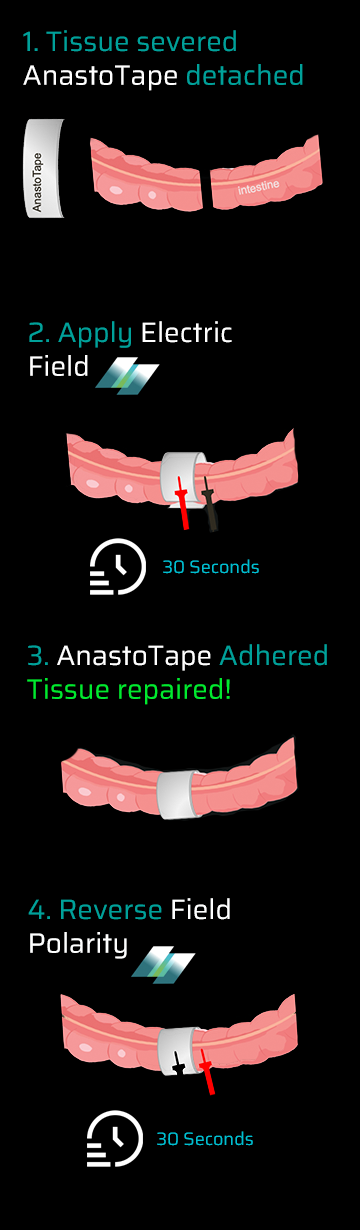 1. Tissue severed
AnastoTape detached
AnastoTape
intestine
2. Apply Electric
Field
30 Seconds
3. AnastoTape Adhered
Tissue repaired!
4. Reverse Field
Polarity
30 Seconds